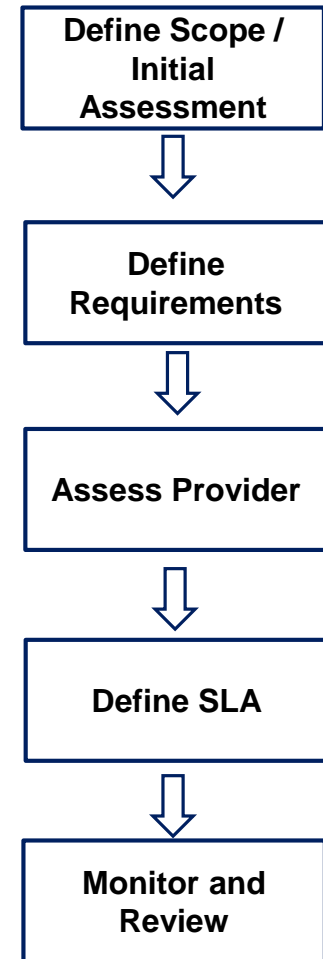 Define Scope /
Initial
Assessment
Define
Requirements
Assess Provider
Define SLA
Monitor and
Review